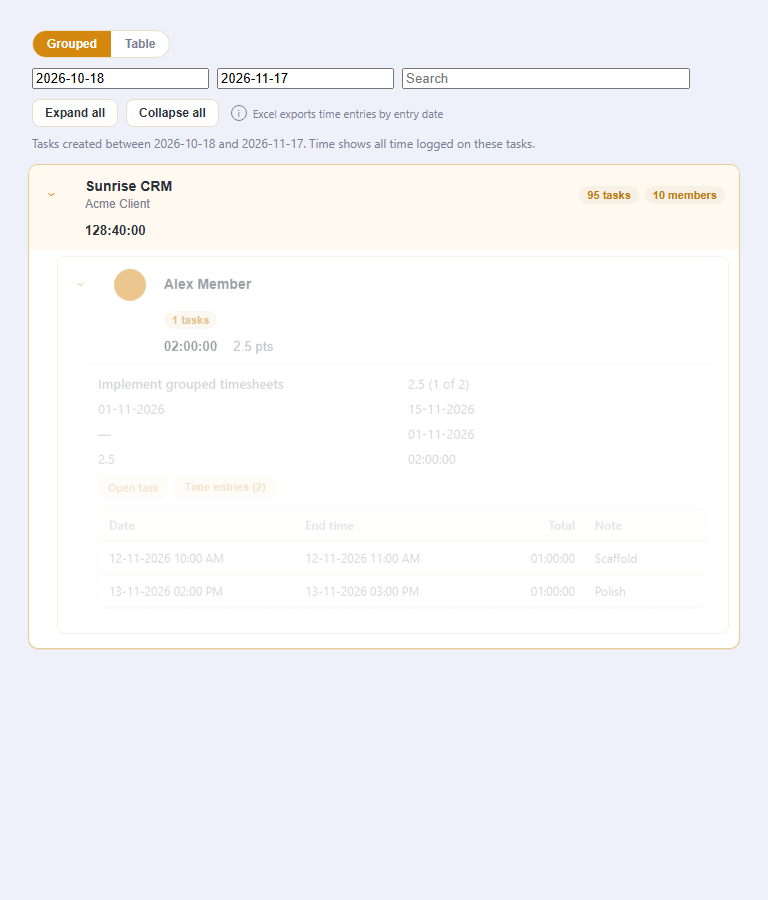 Grouped Table
2026-10-18 2026-11-17 Search
Expand all Collapse all i Excel exports time entries by entry date
Tasks created between 2026-10-18 and 2026-11-17. Time shows all time logged on these tasks.
Sunrise CRM
Acme Client
95 tasks 10 members
128:40:00
Alex Member
1 tasks
02:00:00 2.5 pts
Implement grouped timesheets 2.5 (1 of 2)
01-11-2026 15-11-2026
— 01-11-2026
2.5 02:00:00
Open task Time entries (2)
Date End time Total Note
12-11-2026 10:00 AM 12-11-2026 11:00 AM 01:00:00 Scaffold
13-11-2026 02:00 PM 13-11-2026 03:00 PM 01:00:00 Polish